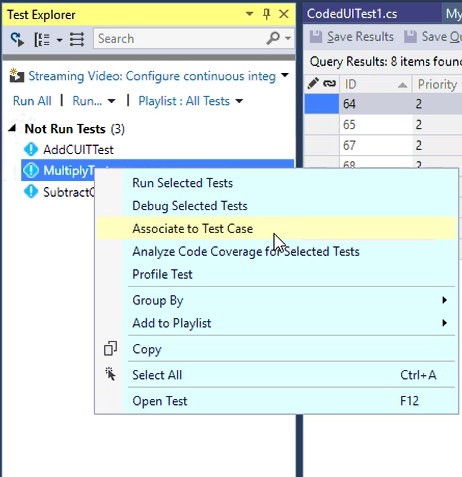 Test Explorer
Search
Streaming Video: Configure continuous integ
Run All | Run... | Playlist : All Tests
Not Run Tests (3)
AddCUITTest
MultiplyTe
SubtractC
Run Selected Tests
Debug Selected Tests
Associate to Test Case
Analyze Code Coverage for Selected Tests
Profile Test
Group By
Add to Playlist
Copy
Select All Ctrl+A
Open Test F12
CodedUITest1.cs My
Save Results Save Qu
Query Results: 8 items found
ID Priority
64 2
65 2
67 2
68 2